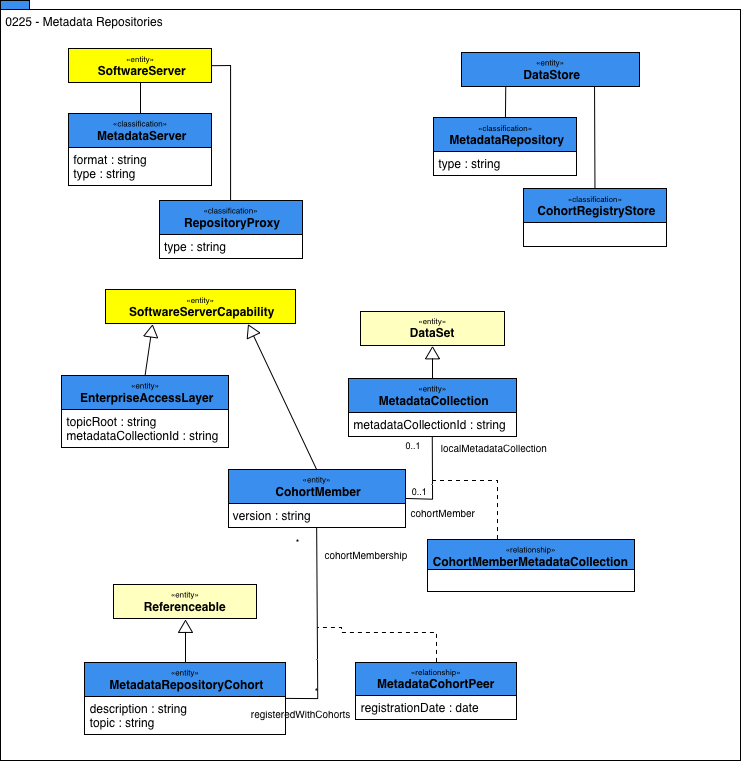 0225 - Metadata Repositories
«entity»
SoftwareServer
«classification»
MetadataServer
format : string
type : string
«classification»
RepositoryProxy
type : string
«entity»
DataStore
«classification»
MetadataRepository
type : string
«classification»
CohortRegistryStore
«entity»
SoftwareServerCapability
«entity»
DataSet
«entity»
EnterpriseAccessLayer
topicRoot : string
metadataCollectionId : string
«entity»
MetadataCollection
metadataCollectionId : string
0..1
localMetadataCollection
«entity»
CohortMember
version : string
0..1
cohortMember
«relationship»
CohortMemberMetadataCollection
*
cohortMembership
«entity»
Referenceable
«entity»
MetadataRepositoryCohort
description : string
topic : string
*
registeredWithCohorts
«relationship»
MetadataCohortPeer
registrationDate : date